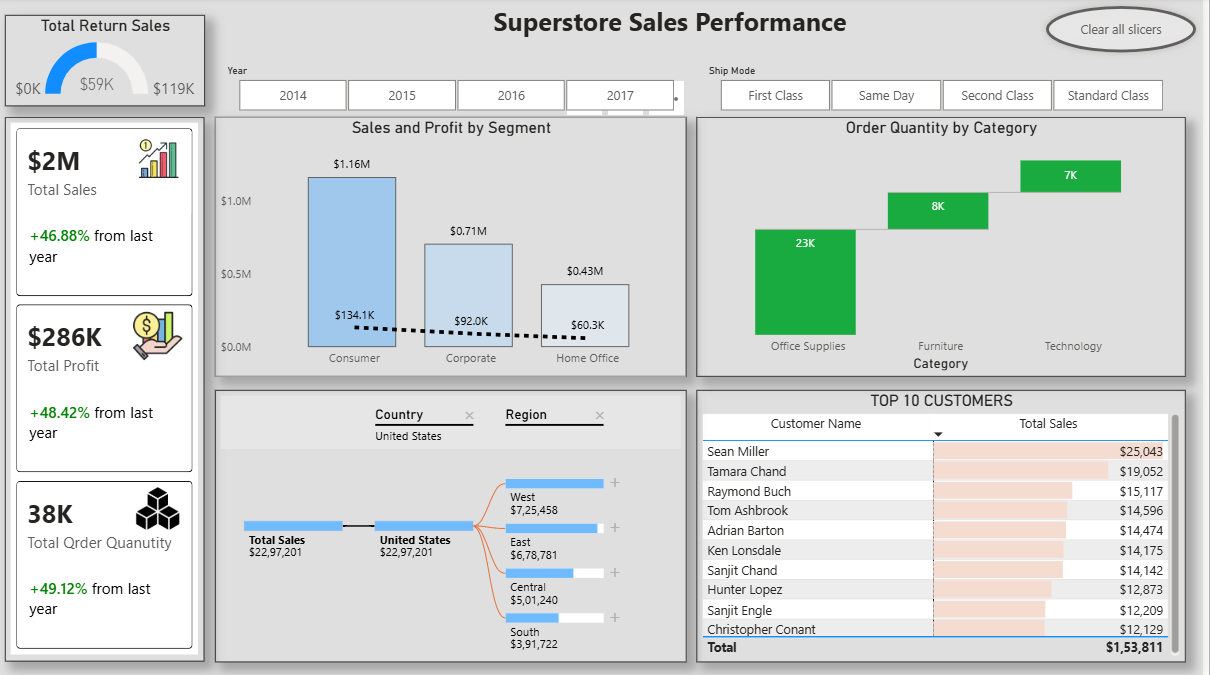 Superstore Sales Performance
Clear all slicers
Total Return Sales
$0K
$59K
$119K
Year
2014
2015
2016
2017
Ship Mode
First Class
Same Day
Second Class
Standard Class
$2M
Total Sales
+46.88% from last
year
$286K
Total Profit
+48.42% from last
year
38K
Total Qrder Quanutity
+49.12% from last
year
Sales and Profit by Segment
$1.0M
$0.5M
$0.0M
$1.16M
$0.71M
$0.43M
$134.1K
$92.0K
$60.3K
Consumer
Corporate
Home Office
Order Quantity by Category
23K
8K
7K
Office Supplies
Furniture
Technology
Category
Country
United States
Region
Total Sales
$22,97,201
United States
$22,97,201
West
$7,25,458
East
$6,78,781
Central
$5,01,240
South
$3,91,722
TOP 10 CUSTOMERS
Customer Name Total Sales
Sean Miller $25,043
Tamara Chand $19,052
Raymond Buch $15,117
Tom Ashbrook $14,596
Adrian Barton $14,474
Ken Lonsdale $14,175
Sanjit Chand $14,142
Hunter Lopez $12,873
Sanjit Engle $12,209
Christopher Conant $12,129
Total $1,53,811